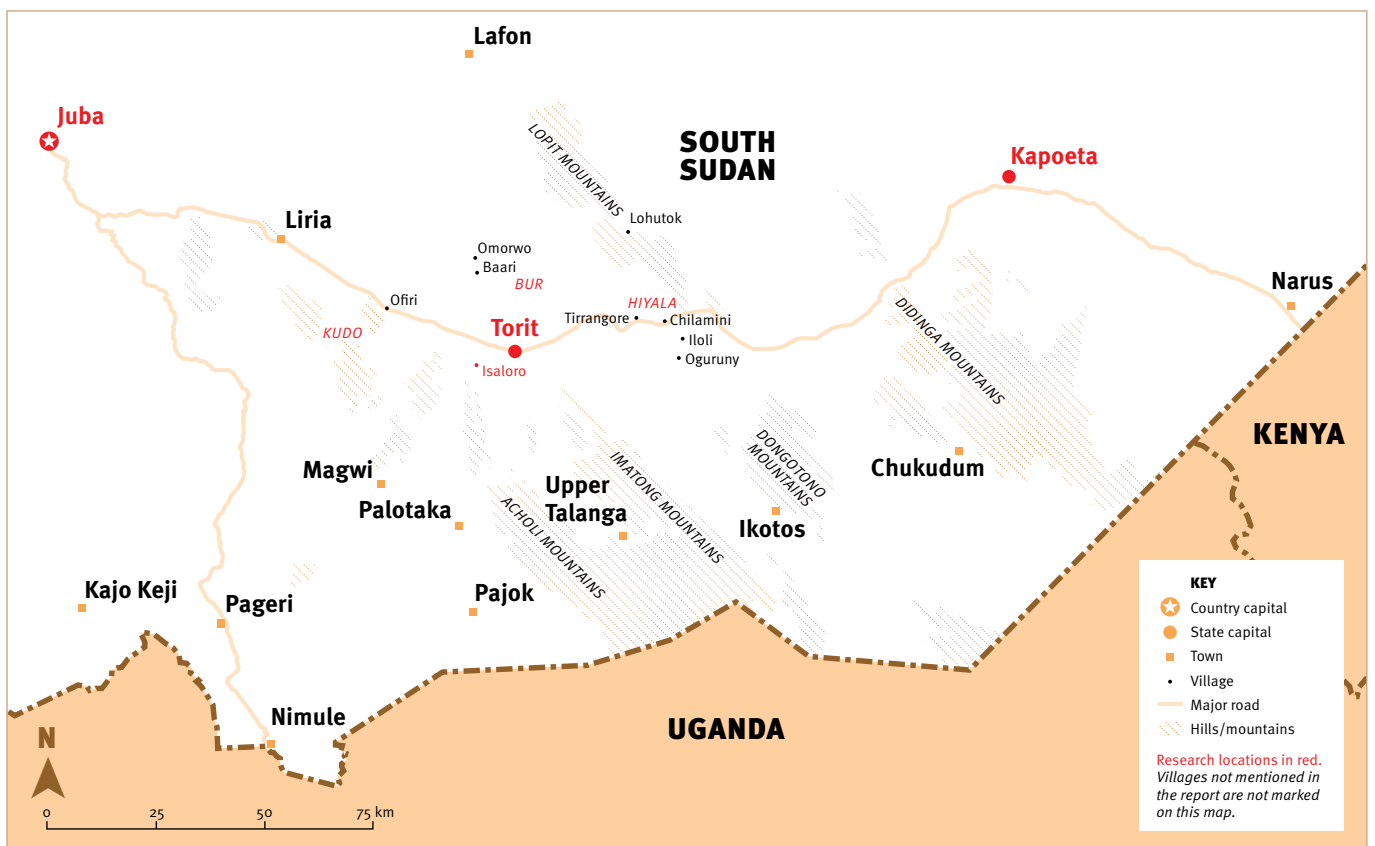 Lafon
Juba
SOUTH
SUDAN
LOPIT MOUNTAINS
Kapoeta
Liria
Lohutok
Omorwo
Baari
BUR
Narus
Ofiri
HIYALA
KUDO
Torit
Tirrangore
Chilamini
Iloli
Oguruny
Isaloro
DIDINGA MOUNTAINS
KENYA
Magwi
Palotaka
Upper
Talanga
IMATONG MOUNTAINS
ACHOLI MOUNTAINS
DONGOTONO
MOUNTAINS
Chukudum
Ikotos
Kajo Keji
Pageri
Pajok
Nimule
UGANDA
N
0 25 50 75 km
KEY
Country capital
State capital
Town
Village
Major road
Hills/mountains
Research locations in red.
Villages not mentioned in
the report are not marked
on this map.